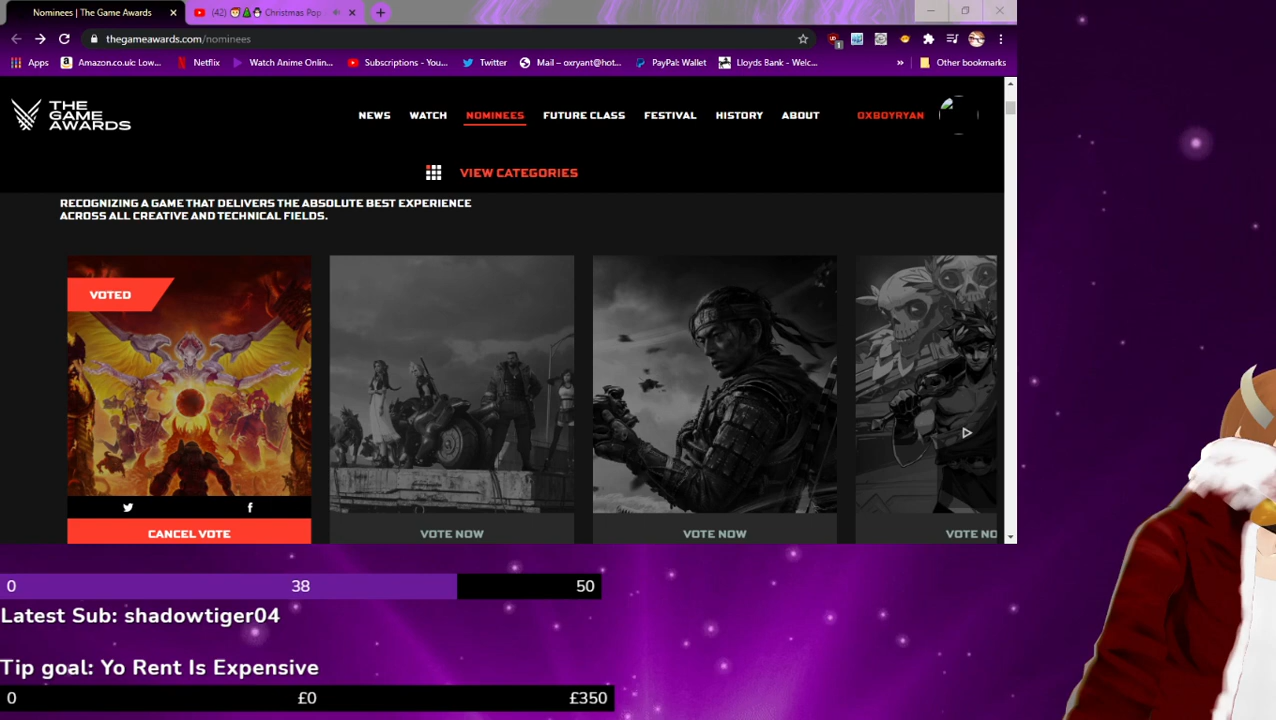 Nominees | The Game Awards
(42) Christmas Pop
thegameawards.com/nominees
1
Apps
Amazon.co.uk: Low...
Netflix
Watch Anime Onlin...
Subscriptions - You...
Twitter
Mail – oxryant@hot...
PayPal: Wallet
Lloyds Bank - Welc...
»
Other bookmarks
THE GAME AWARDS
NEWS
WATCH
NOMINEES
FUTURE CLASS
FESTIVAL
HISTORY
ABOUT
OXBOYRYAN
VIEW CATEGORIES
RECOGNIZING A GAME THAT DELIVERS THE ABSOLUTE BEST EXPERIENCE
ACROSS ALL CREATIVE AND TECHNICAL FIELDS.
VOTED
CANCEL VOTE
VOTE NOW
VOTE NOW
VOTE NO
0 38 50
Latest Sub: shadowtiger04
Tip goal: Yo Rent Is Expensive
0 £0 £350